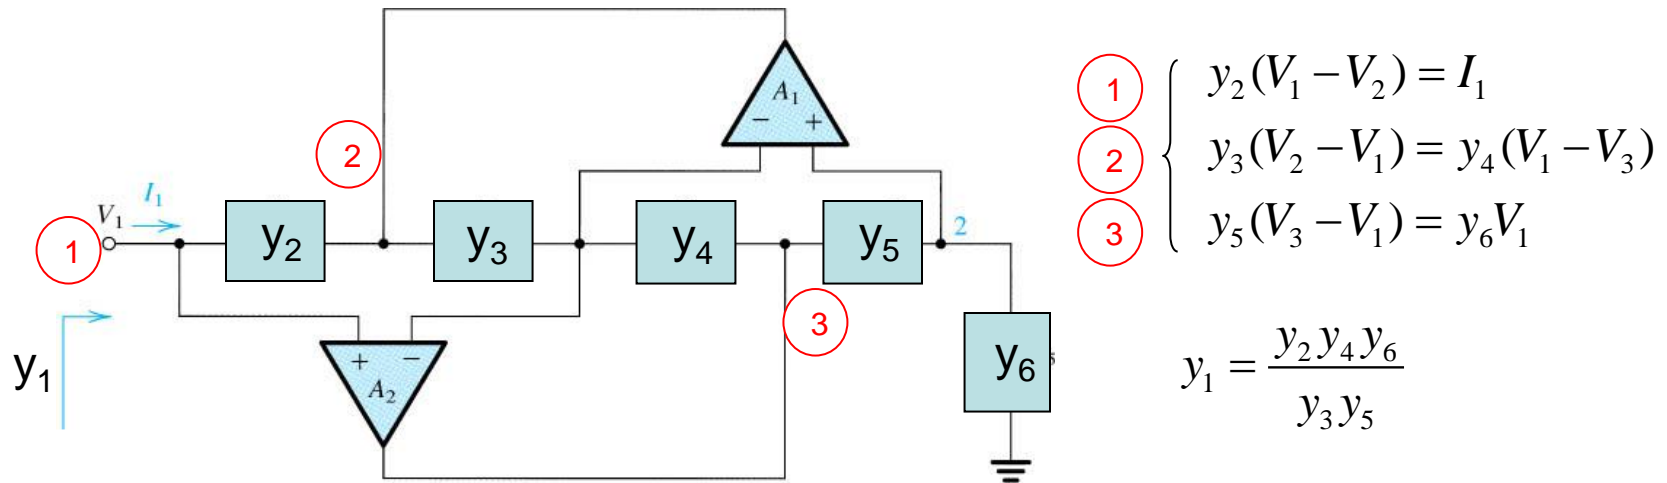 A₁
− +
2
I₁
V₁
1
y₂
y₃
y₄
y₅
2
3
y₁
+ −
A₂
y₆
1 y₂(V₁ − V₂) = I₁
2 y₃(V₂ − V₁) = y₄(V₁ − V₃)
3 y₅(V₃ − V₁) = y₆V₁
y₁ = y₂y₄y₆ / y₃y₅